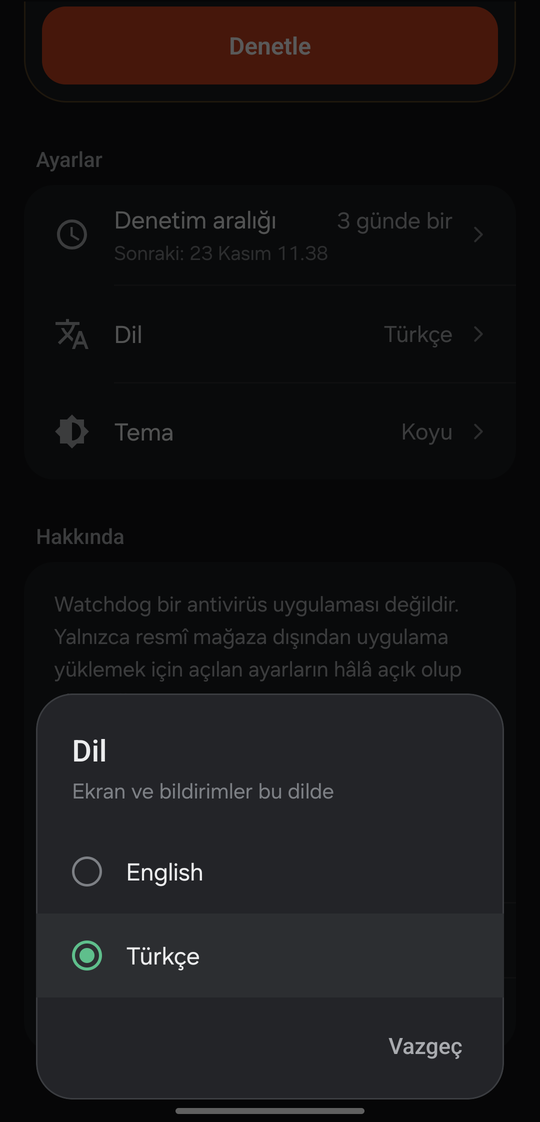 Denetle
Ayarlar
Denetim aralığı
3 günde bir
Sonraki: 23 Kasım 11.38
Dil
Türkçe
Tema
Koyu
Hakkında
Watchdog bir antivirüs uygulaması değildir.
Yalnızca resmî mağaza dışından uygulama
yüklemek için açılan ayarların hâlâ açık olup
Dil
Ekran ve bildirimler bu dilde
English
Türkçe
Vazgeç